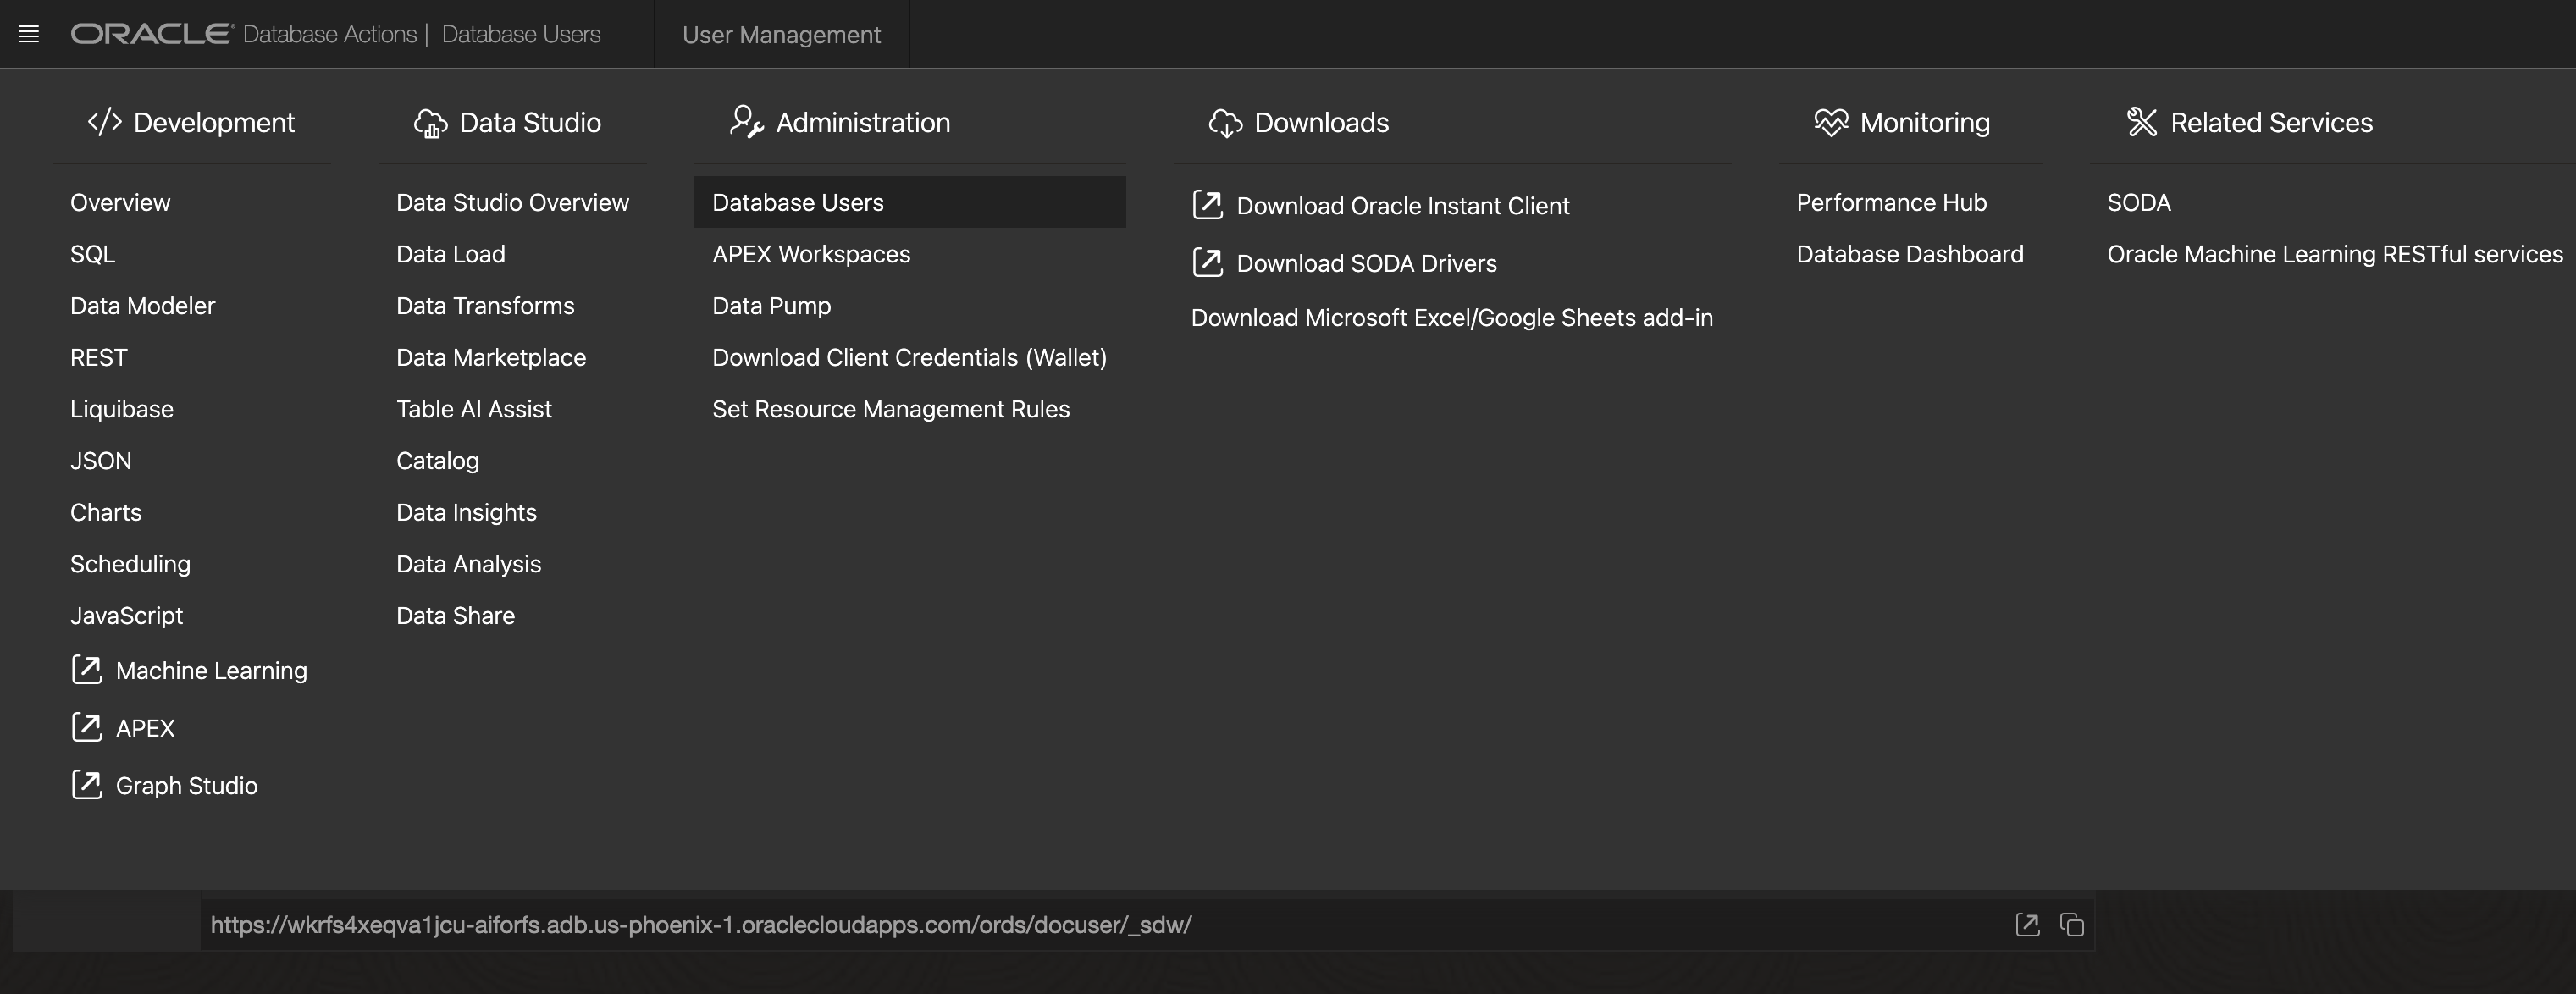 ORACLE® Database Actions | Database Users
User Management
Development
Overview
SQL
Data Modeler
REST
Liquibase
JSON
Charts
Scheduling
JavaScript
Machine Learning
APEX
Graph Studio
Data Studio
Data Studio Overview
Data Load
Data Transforms
Data Marketplace
Table AI Assist
Catalog
Data Insights
Data Analysis
Data Share
Administration
Database Users
APEX Workspaces
Data Pump
Download Client Credentials (Wallet)
Set Resource Management Rules
Downloads
Download Oracle Instant Client
Download SODA Drivers
Download Microsoft Excel/Google Sheets add-in
Monitoring
Performance Hub
Database Dashboard
Related Services
SODA
Oracle Machine Learning RESTful services
https://wkrfs4xeqva1jcu-aiforfs.adb.us-phoenix-1.oraclecloudapps.com/ords/docuser/_sdw/